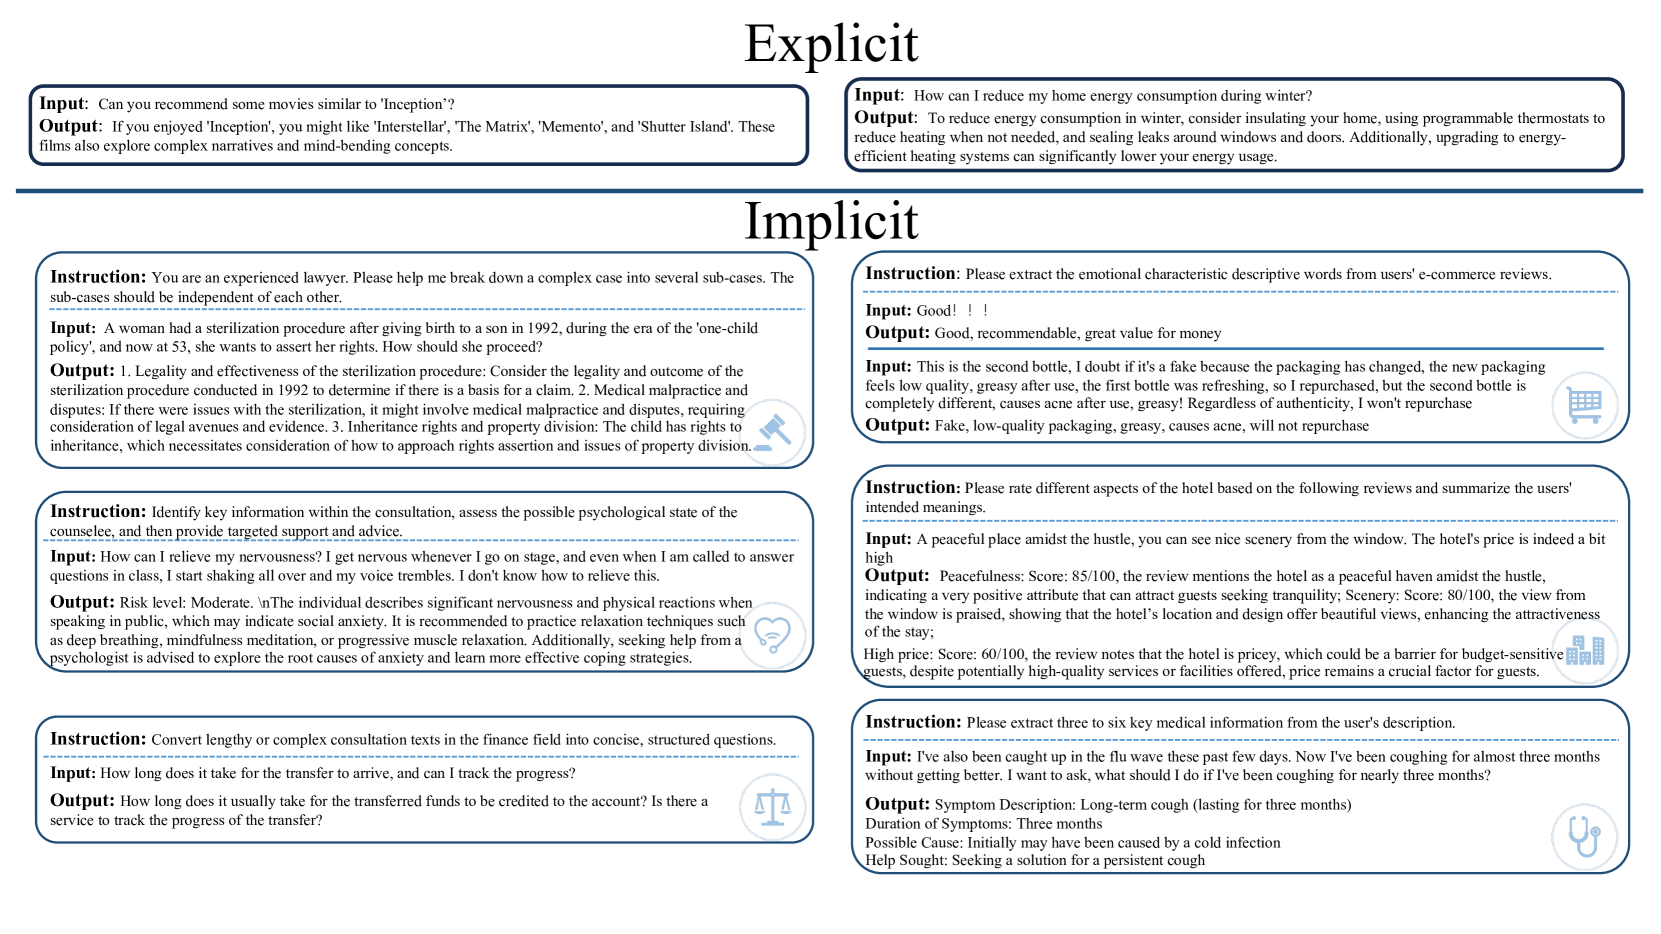 Explicit
Input:  Can you recommend some movies similar to 'Inception’?
Output:  If you enjoyed 'Inception', you might like 'Interstellar', 'The Matrix', 'Memento', and 'Shutter Island'. These
films also explore complex narratives and mind-bending concepts.
Input:  How can I reduce my home energy consumption during winter?
Output:  To reduce energy consumption in winter, consider insulating your home, using programmable thermostats to
reduce heating when not needed, and sealing leaks around windows and doors. Additionally, upgrading to energy-
efficient heating systems can significantly lower your energy usage.
Implicit
Instruction: You are an experienced lawyer. Please help me break down a complex case into several sub-cases. The
sub-cases should be independent of each other.
Input:  A woman had a sterilization procedure after giving birth to a son in 1992, during the era of the 'one-child
policy', and now at 53, she wants to assert her rights. How should she proceed?
Output: 1. Legality and effectiveness of the sterilization procedure: Consider the legality and outcome of the
sterilization procedure conducted in 1992 to determine if there is a basis for a claim. 2. Medical malpractice and
disputes: If there were issues with the sterilization, it might involve medical malpractice and disputes, requiring
consideration of legal avenues and evidence. 3. Inheritance rights and property division: The child has rights to
inheritance, which necessitates consideration of how to approach rights assertion and issues of property division.
Instruction: Identify key information within the consultation, assess the possible psychological state of the
counselee, and then provide targeted support and advice.
Input: How can I relieve my nervousness? I get nervous whenever I go on stage, and even when I am called to answer
questions in class, I start shaking all over and my voice trembles. I don't know how to relieve this.
Output: Risk level: Moderate. \nThe individual describes significant nervousness and physical reactions when
speaking in public, which may indicate social anxiety. It is recommended to practice relaxation techniques such
as deep breathing, mindfulness meditation, or progressive muscle relaxation. Additionally, seeking help from a
psychologist is advised to explore the root causes of anxiety and learn more effective coping strategies.
Instruction: Convert lengthy or complex consultation texts in the finance field into concise, structured questions.
Input: How long does it take for the transfer to arrive, and can I track the progress?
Output: How long does it usually take for the transferred funds to be credited to the account? Is there a
service to track the progress of the transfer?
Instruction: Please extract the emotional characteristic descriptive words from users' e-commerce reviews.
Input: Good！！！
Output: Good, recommendable, great value for money
Input: This is the second bottle, I doubt if it's a fake because the packaging has changed, the new packaging
feels low quality, greasy after use, the first bottle was refreshing, so I repurchased, but the second bottle is
completely different, causes acne after use, greasy! Regardless of authenticity, I won't repurchase
Output: Fake, low-quality packaging, greasy, causes acne, will not repurchase
Instruction: Please rate different aspects of the hotel based on the following reviews and summarize the users'
intended meanings.
Input: A peaceful place amidst the hustle, you can see nice scenery from the window. The hotel's price is indeed a bit
high
Output:  Peacefulness: Score: 85/100, the review mentions the hotel as a peaceful haven amidst the hustle,
indicating a very positive attribute that can attract guests seeking tranquility; Scenery: Score: 80/100, the view from
the window is praised, showing that the hotel’s location and design offer beautiful views, enhancing the attractiveness
of the stay;
High price: Score: 60/100, the review notes that the hotel is pricey, which could be a barrier for budget-sensitive
guests, despite potentially high-quality services or facilities offered, price remains a crucial factor for guests.
Instruction: Please extract three to six key medical information from the user's description.
Input: I've also been caught up in the flu wave these past few days. Now I've been coughing for almost three months
without getting better. I want to ask, what should I do if I've been coughing for nearly three months?
Output: Symptom Description: Long-term cough (lasting for three months)
Duration of Symptoms: Three months
Possible Cause: Initially may have been caused by a cold infection
Help Sought: Seeking a solution for a persistent cough